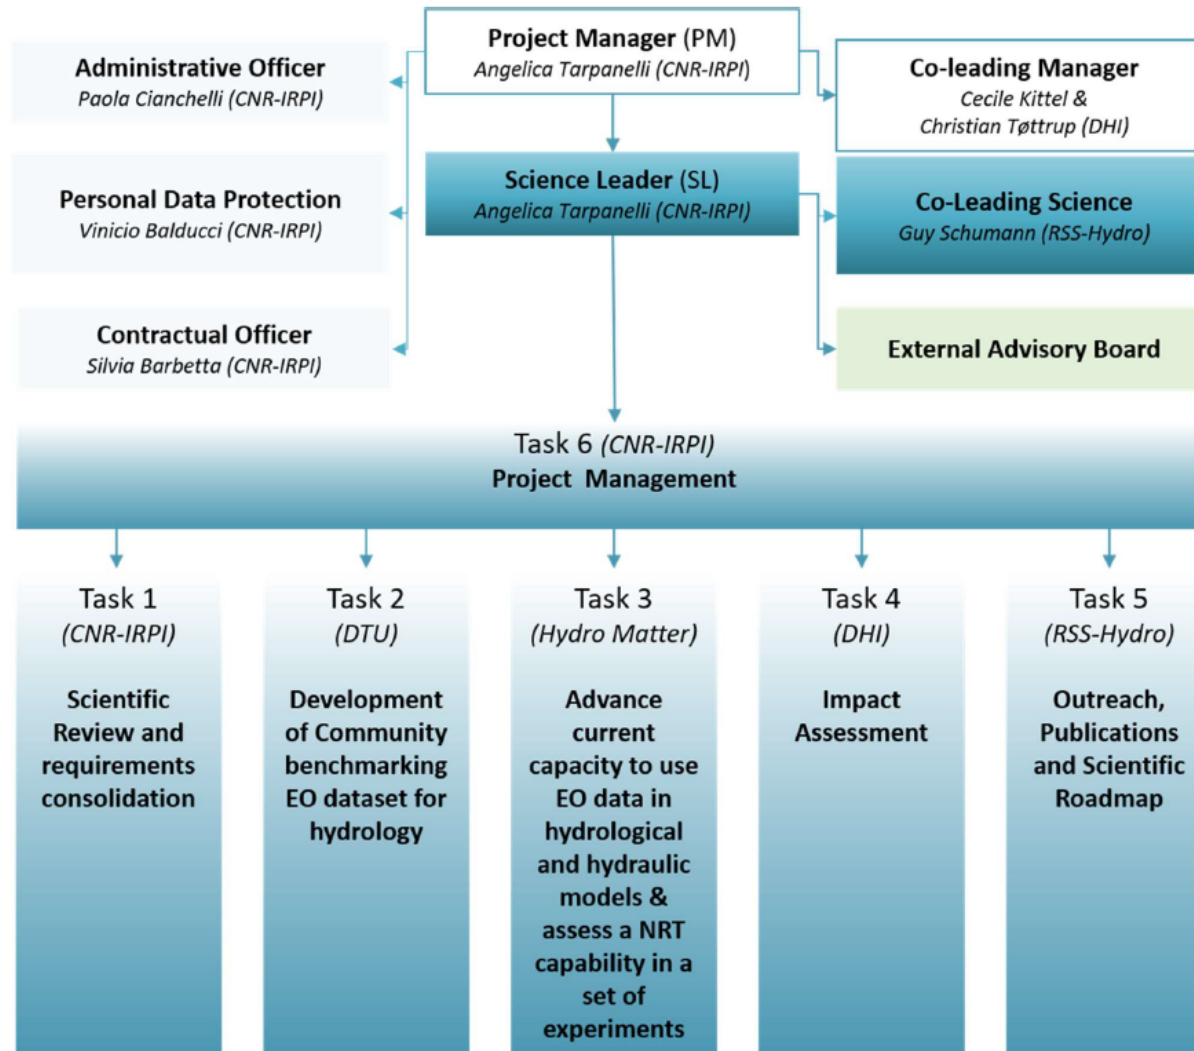 Project Manager (PM)
Angelica Tarpanelli (CNR-IRPI)
Administrative Officer
Paola Cianchelli (CNR-IRPI)
Co-leading Manager
Cecile Kittel &
Christian Tøttrup (DHI)
Personal Data Protection
Vinicio Balducci (CNR-IRPI)
Science Leader (SL)
Angelica Tarpanelli (CNR-IRPI)
Co-Leading Science
Guy Schumann (RSS-Hydro)
Contractual Officer
Silvia Barbetta (CNR-IRPI)
External Advisory Board
Task 6 (CNR-IRPI)
Project Management
Task 1
(CNR-IRPI)
Scientific
Review and
requirements
consolidation
Task 2
(DTU)
Development
of Community
benchmarking
EO dataset for
hydrology
Task 3
(Hydro Matter)
Advance
current
capacity to use
EO data in
hydrological
and hydraulic
models &
assess a NRT
capability in a
set of
experiments
Task 4
(DHI)
Impact
Assessment
Task 5
(RSS-Hydro)
Outreach,
Publications
and Scientific
Roadmap